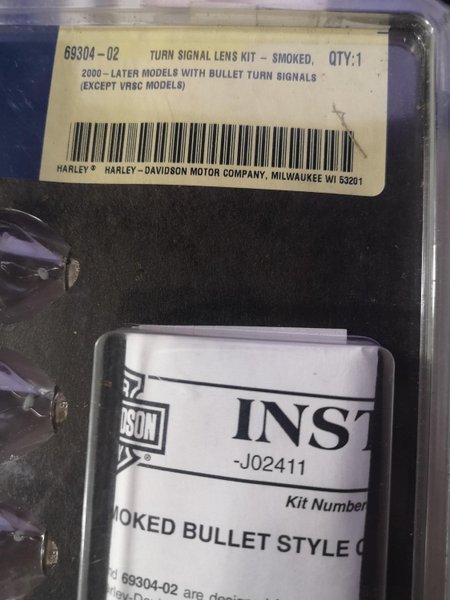 69304-02 TURN SIGNAL LENS KIT - SMOKED, QTY:1
2000-LATER MODELS WITH BULLET TURN SIGNALS
(EXCEPT VRSC MODELS)
HARLEY® HARLEY-DAVIDSON MOTOR COMPANY, MILWAUKEE WI 53201
DSON
®
INST
-J02411
Kit Number
MOKED BULLET STYLE
69304-02 are